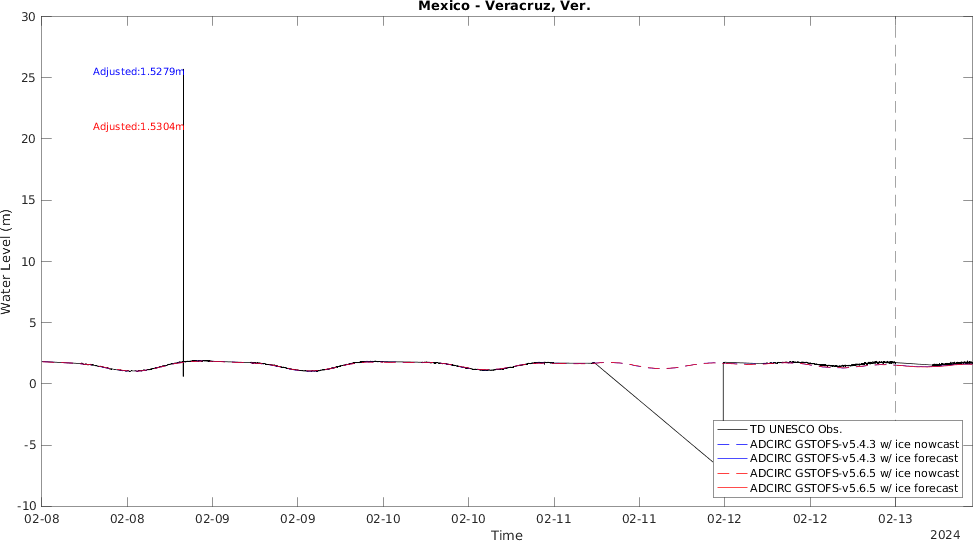 Mexico - Veracruz, Ver.
30
25
20
15
10
5
0
-5
-10
Water Level (m)
Adjusted:1.5279m
Adjusted:1.5304m
TD UNESCO Obs.
ADCIRC GSTOFS-v5.4.3 w/ ice nowcast
ADCIRC GSTOFS-v5.4.3 w/ ice forecast
ADCIRC GSTOFS-v5.6.5 w/ ice nowcast
ADCIRC GSTOFS-v5.6.5 w/ ice forecast
02-08 02-08 02-09 02-09 02-10 02-10 02-11 02-11 02-12 02-12 02-13
Time
2024